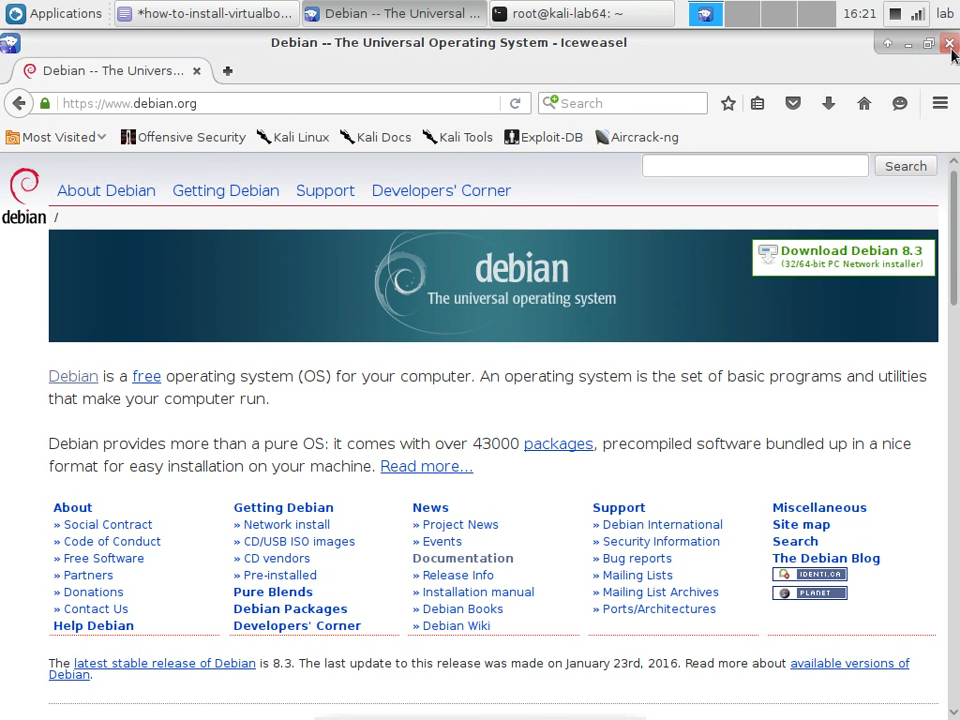 Applications *how-to-install-virtualbo... Debian -- The Universal ... root@kali-lab64: ~ 16:21 lab
Debian -- The Universal Operating System - Iceweasel
Debian -- The Univers...
https://www.debian.org Search
Most Visited Offensive Security Kali Linux Kali Docs Kali Tools Exploit-DB Aircrack-ng
Search
About Debian Getting Debian Support Developers' Corner
debian /
debian
The universal operating system
Download Debian 8.3
(32/64-bit PC Network installer)
Debian is a free operating system (OS) for your computer. An operating system is the set of basic programs and utilities
that make your computer run.
Debian provides more than a pure OS: it comes with over 43000 packages, precompiled software bundled up in a nice
format for easy installation on your machine. Read more...
About
» Social Contract
» Code of Conduct
» Free Software
» Partners
» Donations
» Contact Us
Help Debian
Getting Debian
» Network install
» CD/USB ISO images
» CD vendors
» Pre-installed
Pure Blends
Debian Packages
Developers' Corner
News
» Project News
» Events
Documentation
» Release Info
» Installation manual
» Debian Books
» Debian Wiki
Support
» Debian International
» Security Information
» Bug reports
» Mailing Lists
» Mailing List Archives
» Ports/Architectures
Miscellaneous
Site map
Search
The Debian Blog
IDENTI.CA
PLANET
The latest stable release of Debian is 8.3. The last update to this release was made on January 23rd, 2016. Read more about available versions of
Debian.